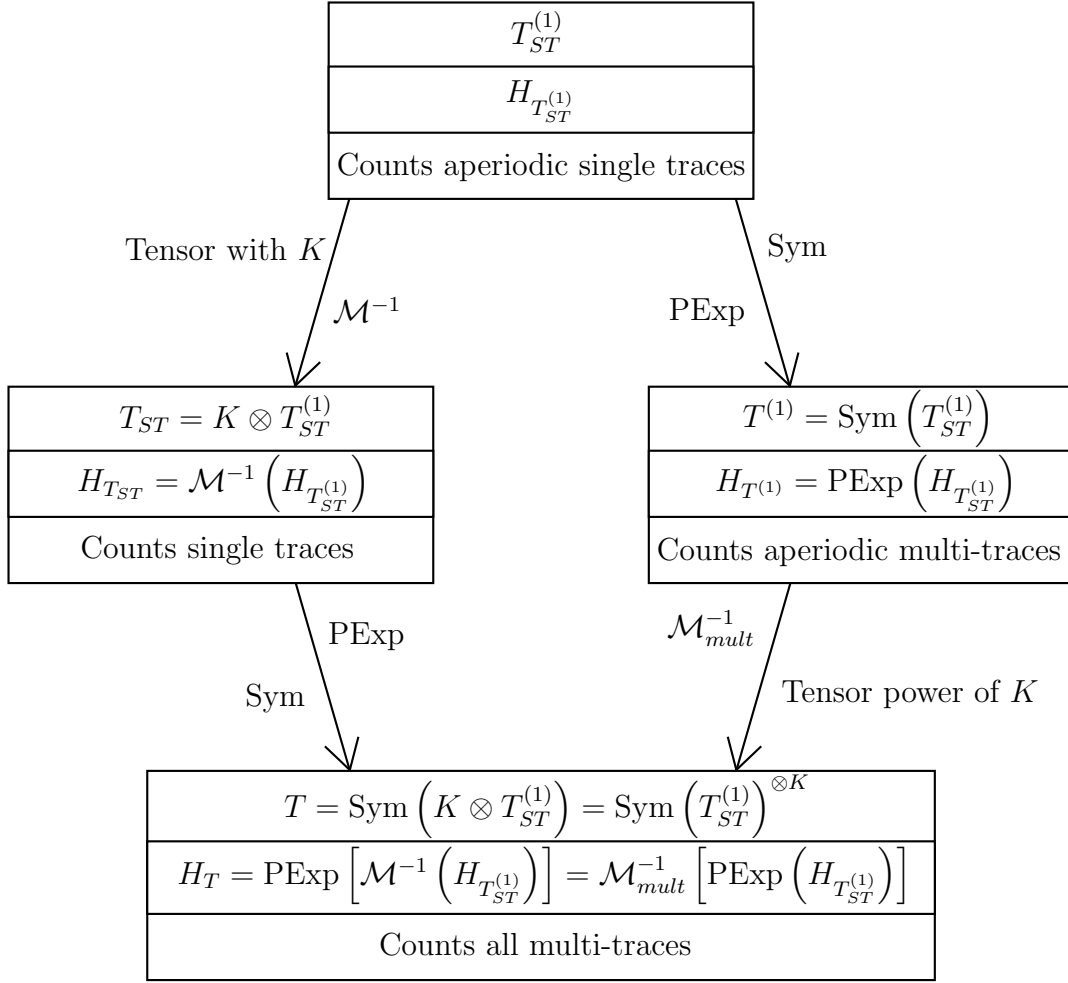 $T_{ST}^{(1)}$
$H_{T_{ST}^{(1)}}$
Counts aperiodic single traces
Tensor with $K$
Sym
$\mathcal{M}^{-1}$
PExp
$T_{ST} = K \otimes T_{ST}^{(1)}$
$T^{(1)} = \mathrm{Sym}\left(T_{ST}^{(1)}\right)$
$H_{T_{ST}} = \mathcal{M}^{-1}\left(H_{T_{ST}^{(1)}}\right)$
$H_{T^{(1)}} = \mathrm{PExp}\left(H_{T_{ST}^{(1)}}\right)$
Counts single traces
Counts aperiodic multi-traces
PExp
$\mathcal{M}_{mult}^{-1}$
Sym
Tensor power of $K$
$T = \mathrm{Sym}\left(K \otimes T_{ST}^{(1)}\right) = \mathrm{Sym}\left(T_{ST}^{(1)}\right)^{\otimes K}$
$H_T = \mathrm{PExp}\left[\mathcal{M}^{-1}\left(H_{T_{ST}^{(1)}}\right)\right] = \mathcal{M}_{mult}^{-1}\left[\mathrm{PExp}\left(H_{T_{ST}^{(1)}}\right)\right]$
Counts all multi-traces